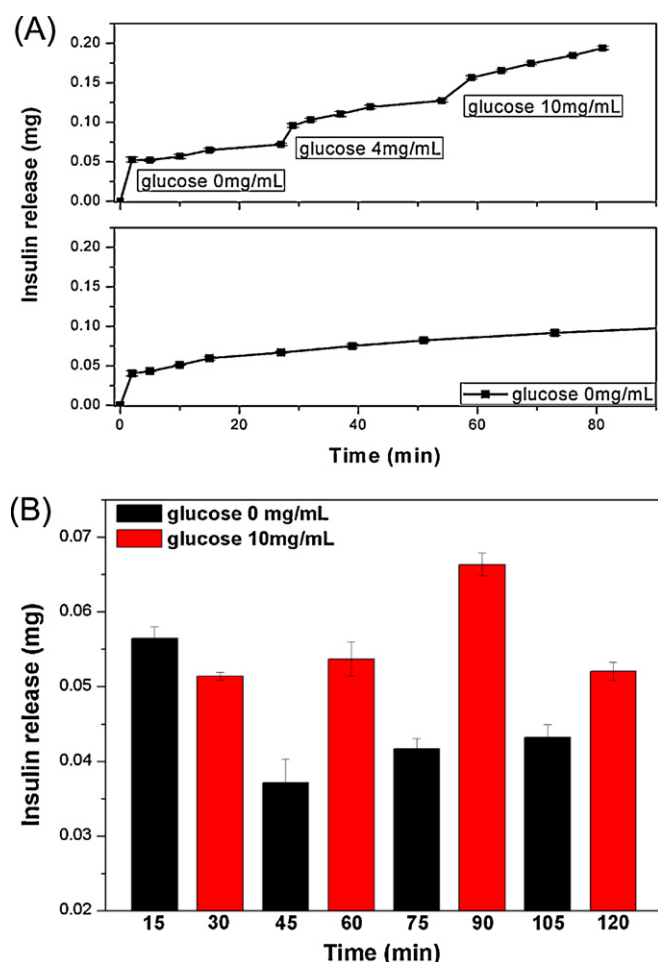 (A)
0.20
0.15
0.10
0.05
0.00
glucose 0mg/mL
glucose 4mg/mL
glucose 10mg/mL
Insulin release (mg)
0.20
0.15
0.10
0.05
0.00
glucose 0mg/mL
0 20 40 60 80
Time (min)
(B)
glucose 0 mg/mL
glucose 10mg/mL
Insulin release (mg)
0.07
0.06
0.05
0.04
0.03
0.02
15 30 45 60 75 90 105 120
Time (min)